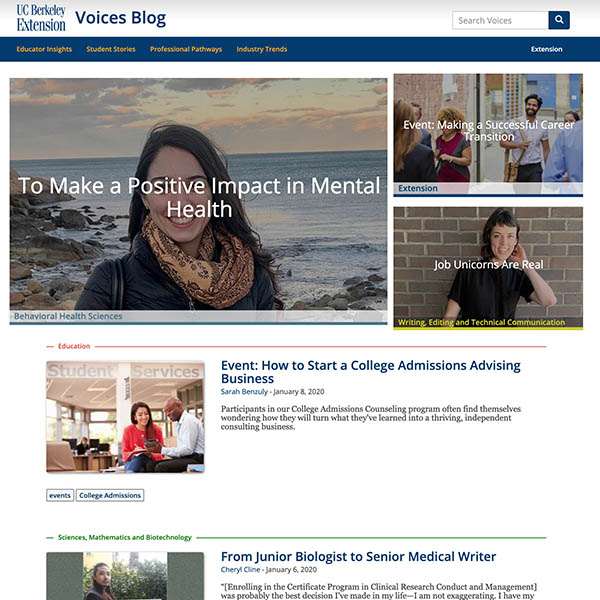 UC Berkeley
Extension
Voices Blog
Search Voices
Educator Insights
Student Stories
Professional Pathways
Industry Trends
Extension
To Make a Positive Impact in Mental
Health
Behavioral Health Sciences
Event: Making a Successful Career
Transition
Extension
Job Unicorns Are Real
Writing, Editing and Technical Communication
Education
Student Services
Event: How to Start a College Admissions Advising
Business
Sarah Benzuly - January 8, 2020
Participants in our College Admissions Counseling program often find themselves
wondering how they will turn what they've learned into a thriving, independent
consulting business.
events
College Admissions
Sciences, Mathematics and Biotechnology
From Junior Biologist to Senior Medical Writer
Cheryl Cline - January 6, 2020
“[Enrolling in the Certificate Program in Clinical Research Conduct and Management]
was probably the best decision I've made in my life—I am not exaggerating. I have my